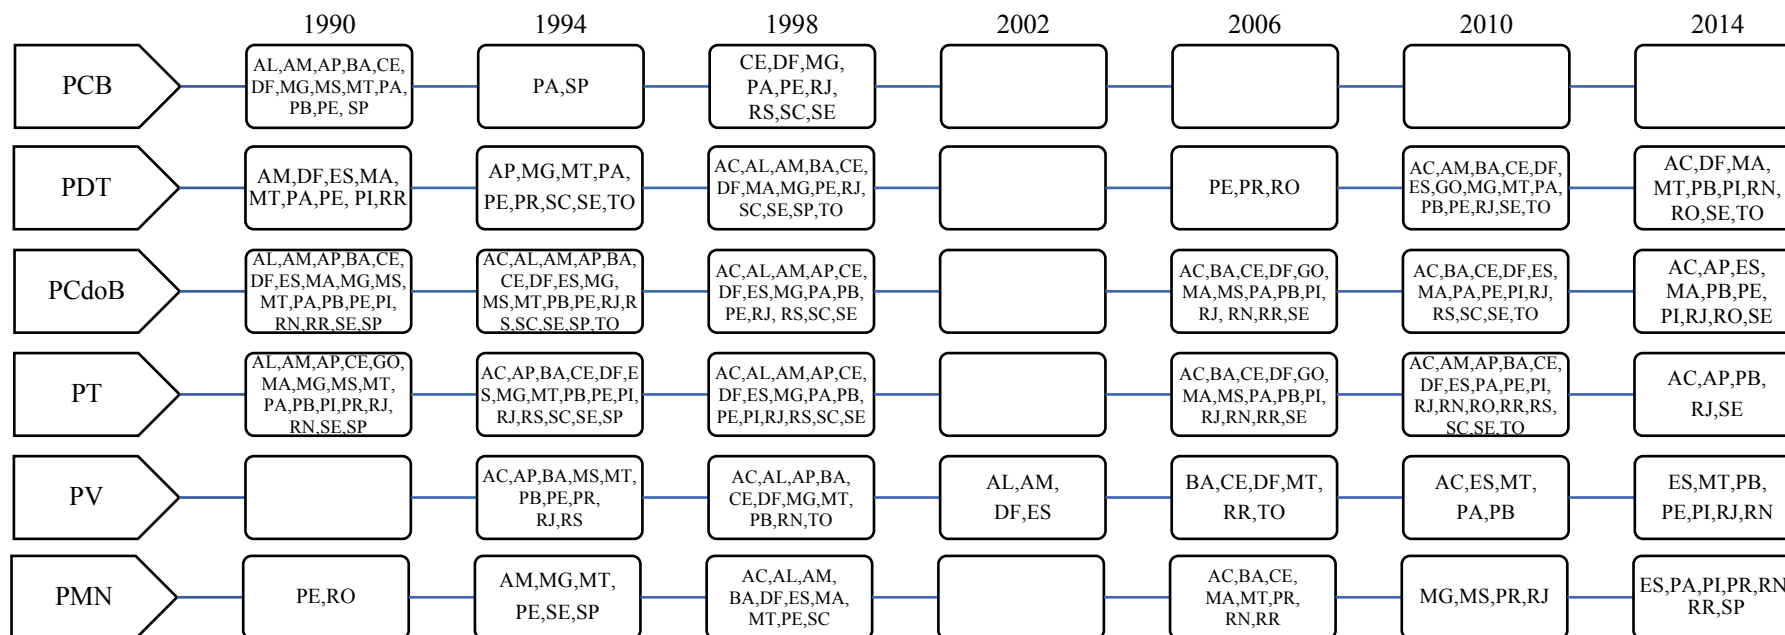 1990 1994 1998 2002 2006 2010 2014
PCB
AL,AM,AP,BA,CE,
DF,MG,MS,MT,PA,
PB,PE, SP
PA,SP
CE,DF,MG,
PA,PE,RJ,
RS,SC,SE
PDT
AM,DF,ES,MA,
MT,PA,PE, PI,RR
AP,MG,MT,PA,
PE,PR,SC,SE,TO
AC,AL,AM,BA,CE,
DF,MA,MG,PE,RJ,
SC,SE,SP,TO
PE,PR,RO
AC,AM,BA,CE,DF,
ES,GO,MG,MT,PA,
PB,PE,RJ,SE,TO
AC,DF,MA,
MT,PB,PI,RN,
RO,SE,TO
PCdoB
AL,AM,AP,BA,CE,
DF,ES,MA,MG,MS,
MT,PA,PB,PE,PI,
RN,RR,SE,SP
AC,AL,AM,AP,BA,
CE,DF,ES,MG,
MS,MT,PB,PE,RJ,R
S,SC,SE,SP,TO
AC,AL,AM,AP,CE,
DF,ES,MG,PA,PB,
PE,RJ, RS,SC,SE
AC,BA,CE,DF,GO,
MA,MS,PA,PB,PI,
RJ, RN,RR,SE
AC,BA,CE,DF,ES,
MA,PA,PE,PI,RJ,
RS,SC,SE,TO
AC,AP,ES,
MA,PB,PE,
PI,RJ,RO,SE
PT
AL,AM,AP,CE,GO,
MA,MG,MS,MT,
PA,PB,PI,PR,RJ,
RN,SE,SP
AC,AP,BA,CE,DF,E
S,MG,MT,PB,PE,PI,
RJ,RS,SC,SE,SP
AC,AL,AM,AP,CE,
DF,ES,MG,PA,PB,
PE,PI,RJ,RS,SC,SE
AC,BA,CE,DF,GO,
MA,MS,PA,PB,PI,
RJ,RN,RR,SE
AC,AM,AP,BA,CE,
DF,ES,PA,PE,PI,
RJ,RN,RO,RR,RS,
SC,SE,TO
AC,AP,PB,
RJ,SE
PV
AC,AP,BA,MS,MT,
PB,PE,PR,
RJ,RS
AC,AL,AP,BA,
CE,DF,MG,MT,
PB,RN,TO
AL,AM,
DF,ES
BA,CE,DF,MT,
RR,TO
AC,ES,MT,
PA,PB
ES,MT,PB,
PE,PI,RJ,RN
PMN
PE,RO
AM,MG,MT,
PE,SE,SP
AC,AL,AM,
BA,DF,ES,MA,
MT,PE,SC
AC,BA,CE,
MA,MT,PR,
RN,RR
MG,MS,PR,RJ
ES,PA,PI,PR,RN
RR,SP